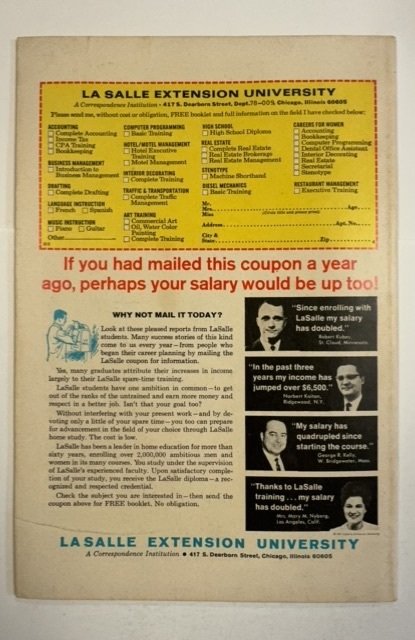 LA SALLE EXTENSION UNIVERSITY
A Correspondence Institution • 417 S. Dearborn Street, Dept. 78-009, Chicago, Illinois 60605
Please send me, without cost or obligation, FREE booklet and full information on the field I have checked below:
ACCOUNTING
Complete Accounting
Income Tax
CPA Training
Bookkeeping
BUSINESS MANAGEMENT
Introduction to
Business Management
DRAFTING
Complete Drafting
LANGUAGE INSTRUCTION
French Spanish
MUSIC INSTRUCTION
Piano Guitar
Other
COMPUTER PROGRAMMING
Basic Training
HOTEL/MOTEL MANAGEMENT
Hotel Executive
Training
Motel Management
INTERIOR DECORATING
Complete Training
TRAFFIC & TRANSPORTATION
Complete Traffic
Management
ART TRAINING
Commercial Art
Oil, Water Color
Painting
Complete Training
HIGH SCHOOL
High School Diploma
REAL ESTATE
Complete Real Estate
Real Estate Brokerage
Real Estate Management
STENOTYPE
Machine Shorthand
DIESEL MECHANICS
Basic Training
CAREERS FOR WOMEN
Accounting
Bookkeeping
Computer Programming
Dental Office Assistant
Interior Decorating
Real Estate
Secretarial
Stenotype
RESTAURANT MANAGEMENT
Executive Training
Mr.
Mrs. Age
Miss (Circle title and please print)
Address Apt. No.
City &
State Zip
If you had mailed this coupon a year
ago, perhaps your salary would be up too!
WHY NOT MAIL IT TODAY?
Look at these pleased reports from LaSalle
students. Many success stories of this kind
come to us every year—from people who
began their career planning by mailing the
LaSalle coupon for information.
Yes, many graduates attribute their increases in income
largely to their LaSalle spare-time training.
LaSalle students have one ambition in common—to get
out of the ranks of the untrained and earn more money and
respect in a better job. Isn't that your goal too?
Without interfering with your present work—and by de-
voting only a little of your spare time—you too can prepare
for advancement in the field of your choice through LaSalle
home study. The cost is low.
LaSalle has been a leader in home education for more than
sixty years, enrolling over 2,000,000 ambitious men and
women in its many courses. You study under the supervision
of LaSalle's experienced faculty. Upon satisfactory comple-
tion of your study, you receive the LaSalle diploma—a rec-
ognized and respected credential.
Check the subject you are interested in—then send the
coupon above for FREE booklet. No obligation.
"Since enrolling with
LaSalle my salary
has doubled."
Robert Kuber,
St. Cloud, Minnesota
"In the past three
years my income has
jumped over $6,500."
Norbert Kaiton,
Ridgewood, N.Y.
"My salary has
quadrupled since
starting the course."
George R. Kelly,
W. Bridgewater, Mass.
"Thanks to LaSalle
training . . . my salary
has doubled."
Mrs. Mary M. Nyberg,
Los Angeles, Calif.
LA SALLE EXTENSION UNIVERSITY
A Correspondence Institution • 417 S. Dearborn Street, Chicago, Illinois 60605